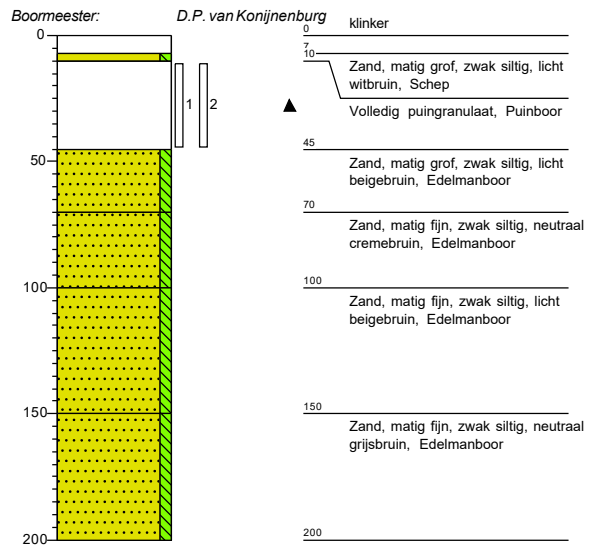 Boormeester: D.P. van Konijnenburg
0
50
100
150
200
1 2
0 klinker
7
10
Zand, matig grof, zwak siltig, licht
witbruin, Schep
Volledig puingranulaat, Puinboor
45
Zand, matig grof, zwak siltig, licht
beigebruin, Edelmanboor
70
Zand, matig fijn, zwak siltig, neutraal
cremebruin, Edelmanboor
100
Zand, matig fijn, zwak siltig, licht
beigebruin, Edelmanboor
150
Zand, matig fijn, zwak siltig, neutraal
grijsbruin, Edelmanboor
200